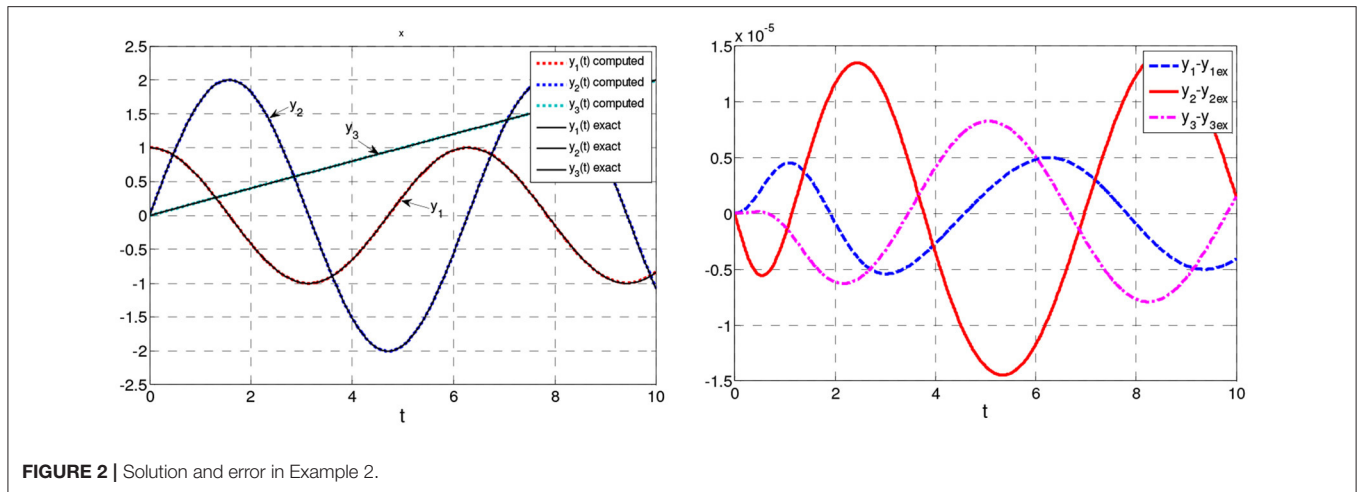 x
2.5
2
1.5
1
0.5
0
-0.5
-1
-1.5
-2
-2.5
0
2
4
6
8
10
t
y2
y3
y1
y1(t) computed
y2(t) computed
y3(t) computed
y1(t) exact
y2(t) exact
y3(t) exact
x 10-5
1.5
1
0.5
0
-0.5
-1
-1.5
0
2
4
6
8
10
t
y1-y1ex
y2-y2ex
y3-y3ex
FIGURE 2 | Solution and error in Example 2.